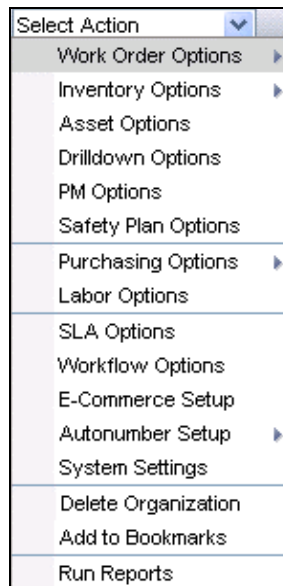 Select Action
Work Order Options
Inventory Options
Asset Options
Drilldown Options
PM Options
Safety Plan Options
Purchasing Options
Labor Options
SLA Options
Workflow Options
E-Commerce Setup
Autonumber Setup
System Settings
Delete Organization
Add to Bookmarks
Run Reports